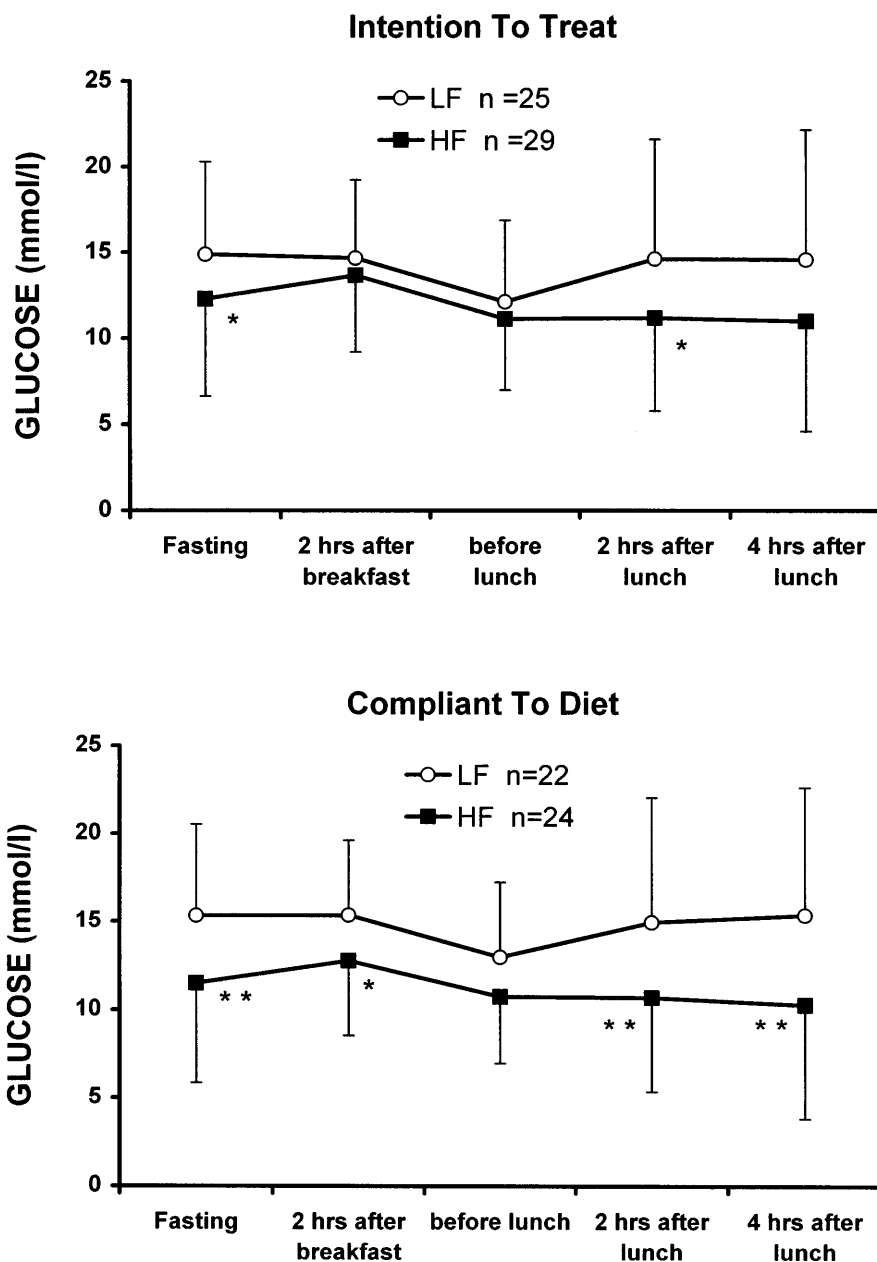 Intention To Treat
25
20
15
10
5
0
GLUCOSE (mmol/l)
LF n =25
HF n =29
*
*
Fasting
2 hrs after
breakfast
before
lunch
2 hrs after
lunch
4 hrs after
lunch
Compliant To Diet
25
20
15
10
5
0
GLUCOSE (mmol/l)
LF n=22
HF n=24
* *
*
* *
* *
Fasting
2 hrs after
breakfast
before lunch
2 hrs after
lunch
4 hrs after
lunch